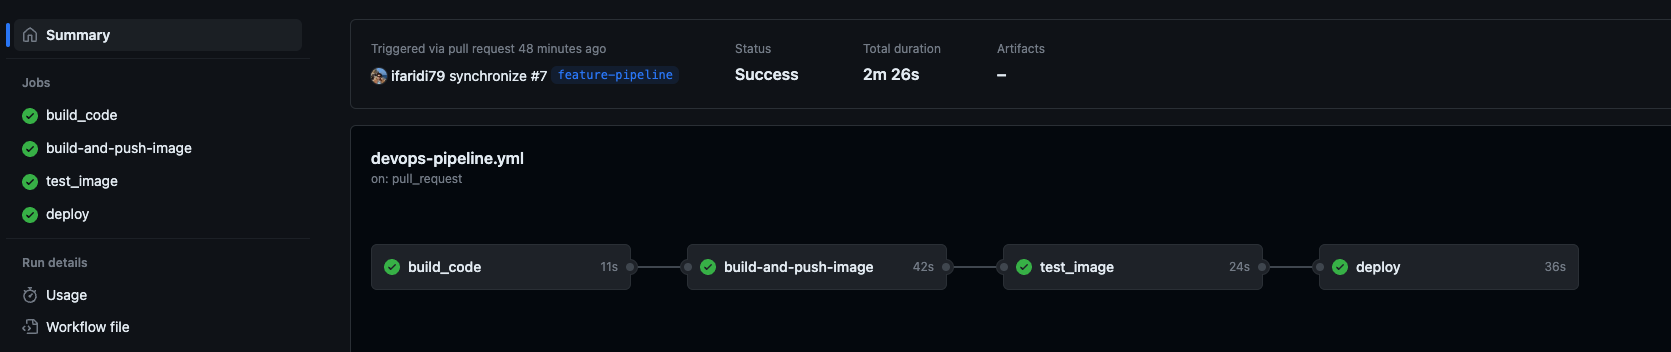 Summary
Jobs
build_code
build-and-push-image
test_image
deploy
Run details
Usage
Workflow file
Triggered via pull request 48 minutes ago
ifaridi79 synchronize #7 feature-pipeline
Status
Success
Total duration
2m 26s
Artifacts
–
devops-pipeline.yml
on: pull_request
build_code 11s
build-and-push-image 42s
test_image 24s
deploy 36s